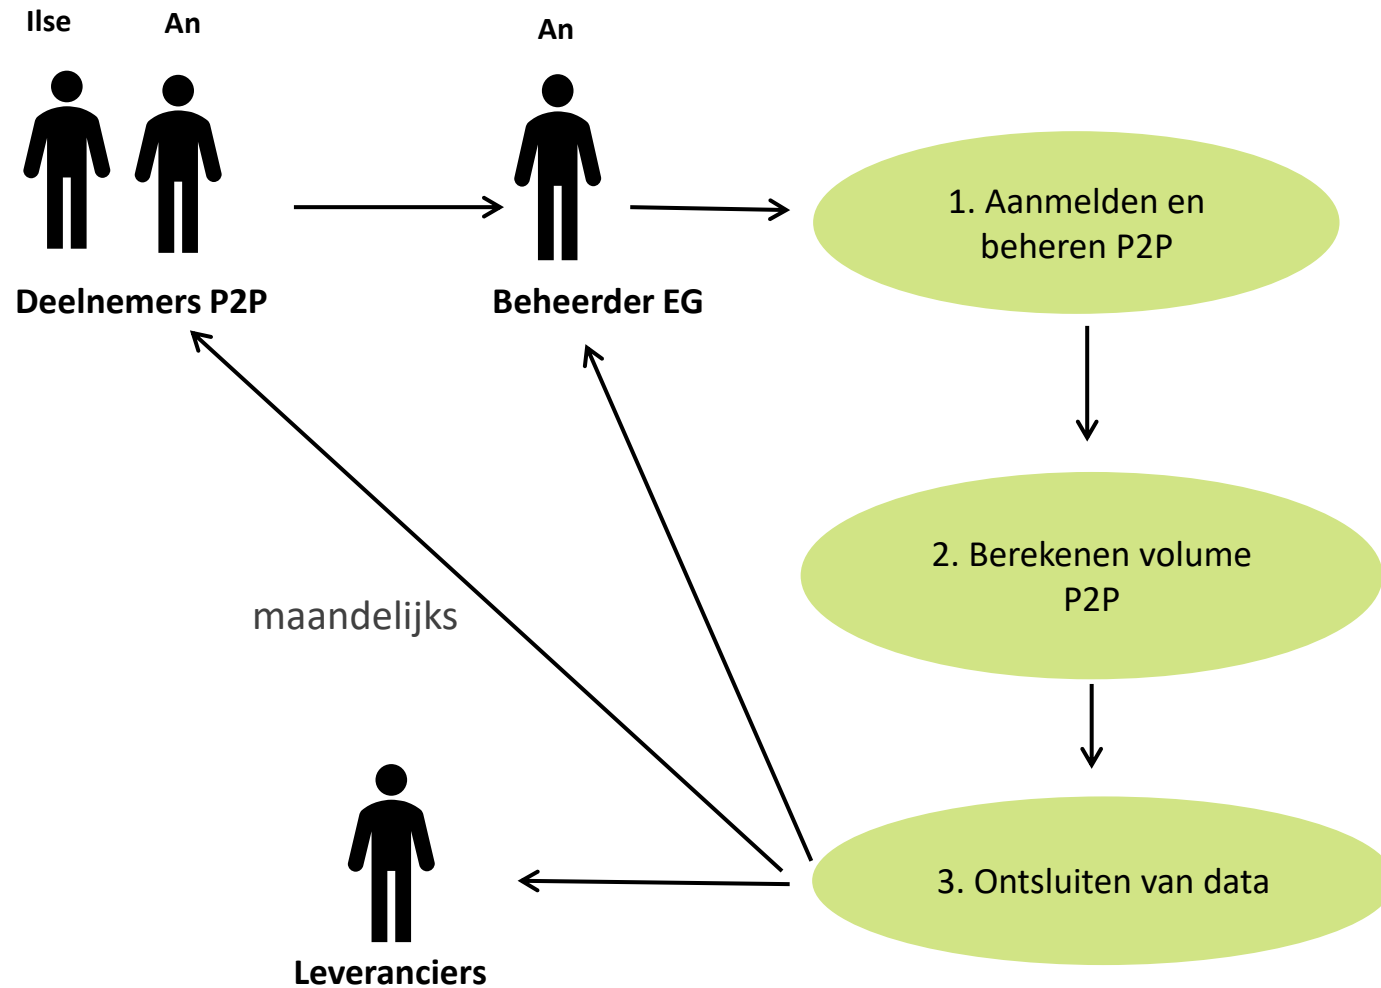 Ilse
An
An
Deelnemers P2P
Beheerder EG
1. Aanmelden en
beheren P2P
2. Berekenen volume
P2P
maandelijks
3. Ontsluiten van data
Leveranciers